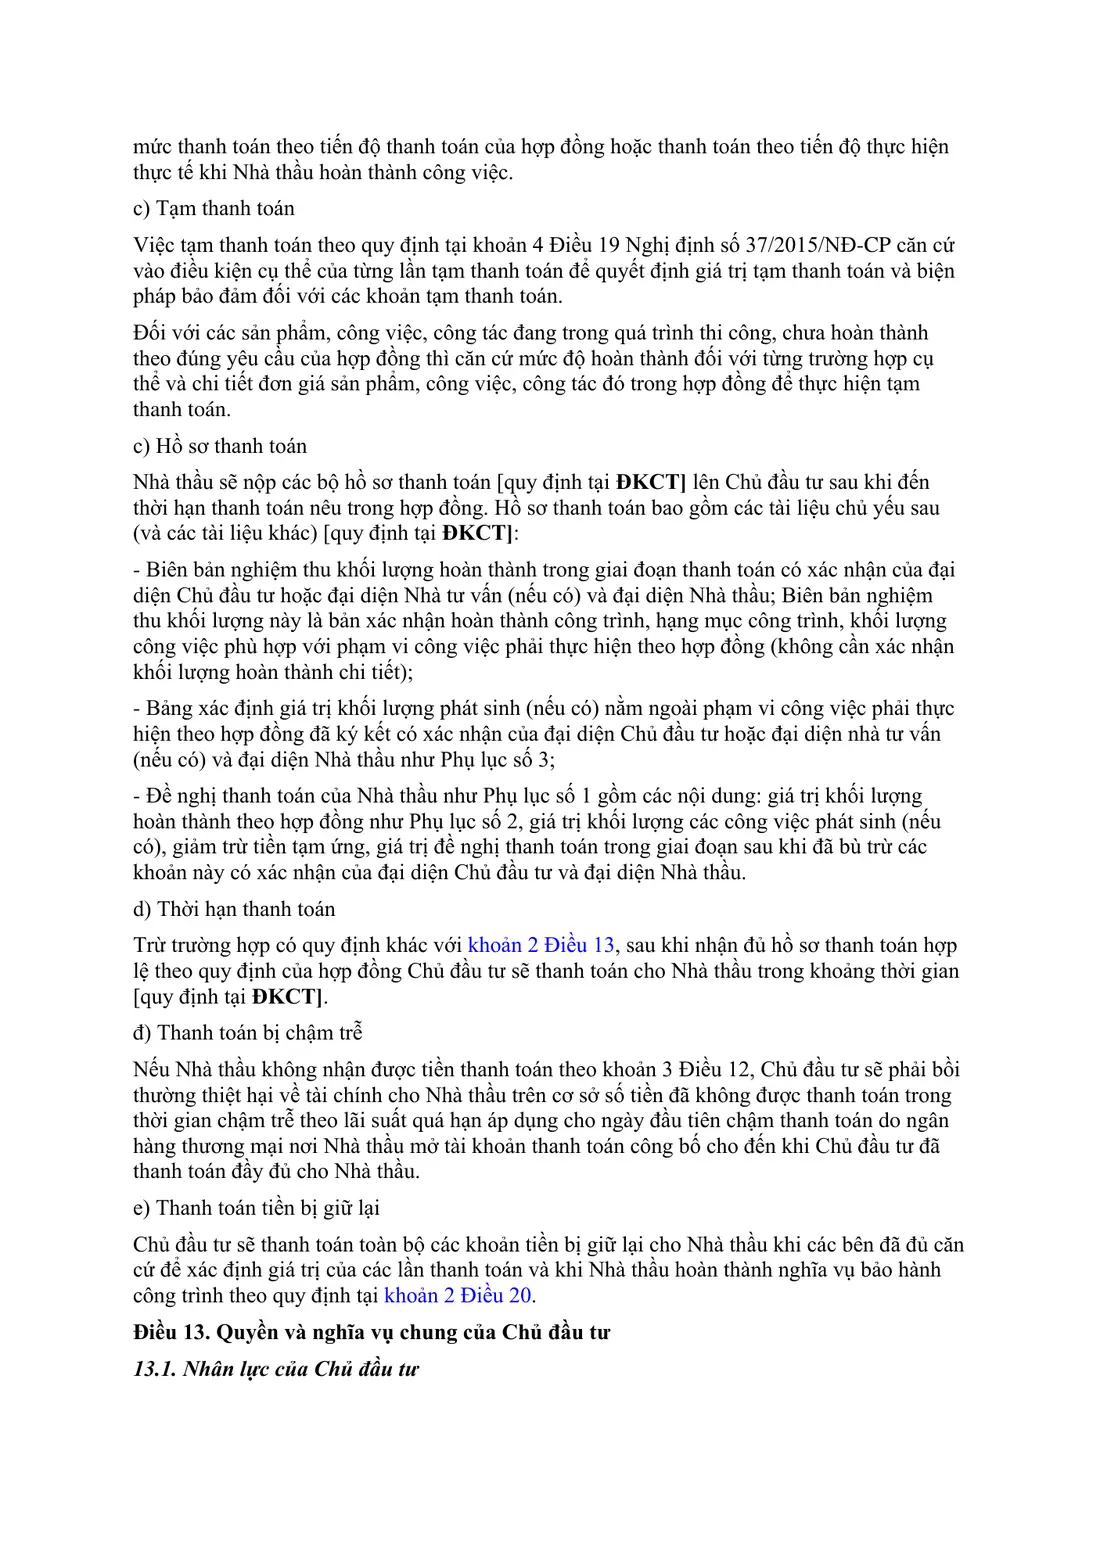 mức thanh toán theo tiến độ thanh toán của hợp đồng hoặc thanh toán theo tiến độ thực hiện
thực tế khi Nhà thầu hoàn thành công việc.
c) Tạm thanh toán
Việc tạm thanh toán theo quy định tại khoản 4 Điều 19 Nghị định số 37/2015/NĐ-CP căn cứ
vào điều kiện cụ thể của từng lần tạm thanh toán để quyết định giá trị tạm thanh toán và biện
pháp bảo đảm đối với các khoản tạm thanh toán.
Đối với các sản phẩm, công việc, công tác đang trong quá trình thi công, chưa hoàn thành
theo đúng yêu cầu của hợp đồng thì căn cứ mức độ hoàn thành đối với từng trường hợp cụ
thể và chi tiết đơn giá sản phẩm, công việc, công tác đó trong hợp đồng để thực hiện tạm
thanh toán.
c) Hồ sơ thanh toán
Nhà thầu sẽ nộp các bộ hồ sơ thanh toán [quy định tại ĐKCT] lên Chủ đầu tư sau khi đến
thời hạn thanh toán nêu trong hợp đồng. Hồ sơ thanh toán bao gồm các tài liệu chủ yếu sau
(và các tài liệu khác) [quy định tại ĐKCT]:
- Biên bản nghiệm thu khối lượng hoàn thành trong giai đoạn thanh toán có xác nhận của đại
diện Chủ đầu tư hoặc đại diện Nhà tư vấn (nếu có) và đại diện Nhà thầu; Biên bản nghiệm
thu khối lượng này là bản xác nhận hoàn thành công trình, hạng mục công trình, khối lượng
công việc phù hợp với phạm vi công việc phải thực hiện theo hợp đồng (không cần xác nhận
khối lượng hoàn thành chi tiết);
- Bảng xác định giá trị khối lượng phát sinh (nếu có) nằm ngoài phạm vi công việc phải thực
hiện theo hợp đồng đã ký kết có xác nhận của đại diện Chủ đầu tư hoặc đại diện nhà tư vấn
(nếu có) và đại diện Nhà thầu như Phụ lục số 3;
- Đề nghị thanh toán của Nhà thầu như Phụ lục số 1 gồm các nội dung: giá trị khối lượng
hoàn thành theo hợp đồng như Phụ lục số 2, giá trị khối lượng các công việc phát sinh (nếu
có), giảm trừ tiền tạm ứng, giá trị đề nghị thanh toán trong giai đoạn sau khi đã bù trừ các
khoản này có xác nhận của đại diện Chủ đầu tư và đại diện Nhà thầu.
d) Thời hạn thanh toán
Trừ trường hợp có quy định khác với khoản 2 Điều 13, sau khi nhận đủ hồ sơ thanh toán hợp
lệ theo quy định của hợp đồng Chủ đầu tư sẽ thanh toán cho Nhà thầu trong khoảng thời gian
[quy định tại ĐKCT].
đ) Thanh toán bị chậm trễ
Nếu Nhà thầu không nhận được tiền thanh toán theo khoản 3 Điều 12, Chủ đầu tư sẽ phải bồi
thường thiệt hại về tài chính cho Nhà thầu trên cơ sở số tiền đã không được thanh toán trong
thời gian chậm trễ theo lãi suất quá hạn áp dụng cho ngày đầu tiên chậm thanh toán do ngân
hàng thương mại nơi Nhà thầu mở tài khoản thanh toán công bố cho đến khi Chủ đầu tư đã
thanh toán đầy đủ cho Nhà thầu.
e) Thanh toán tiền bị giữ lại
Chủ đầu tư sẽ thanh toán toàn bộ các khoản tiền bị giữ lại cho Nhà thầu khi các bên đã đủ căn
cứ để xác định giá trị của các lần thanh toán và khi Nhà thầu hoàn thành nghĩa vụ bảo hành
công trình theo quy định tại khoản 2 Điều 20.
Điều 13. Quyền và nghĩa vụ chung của Chủ đầu tư
13.1. Nhân lực của Chủ đầu tư